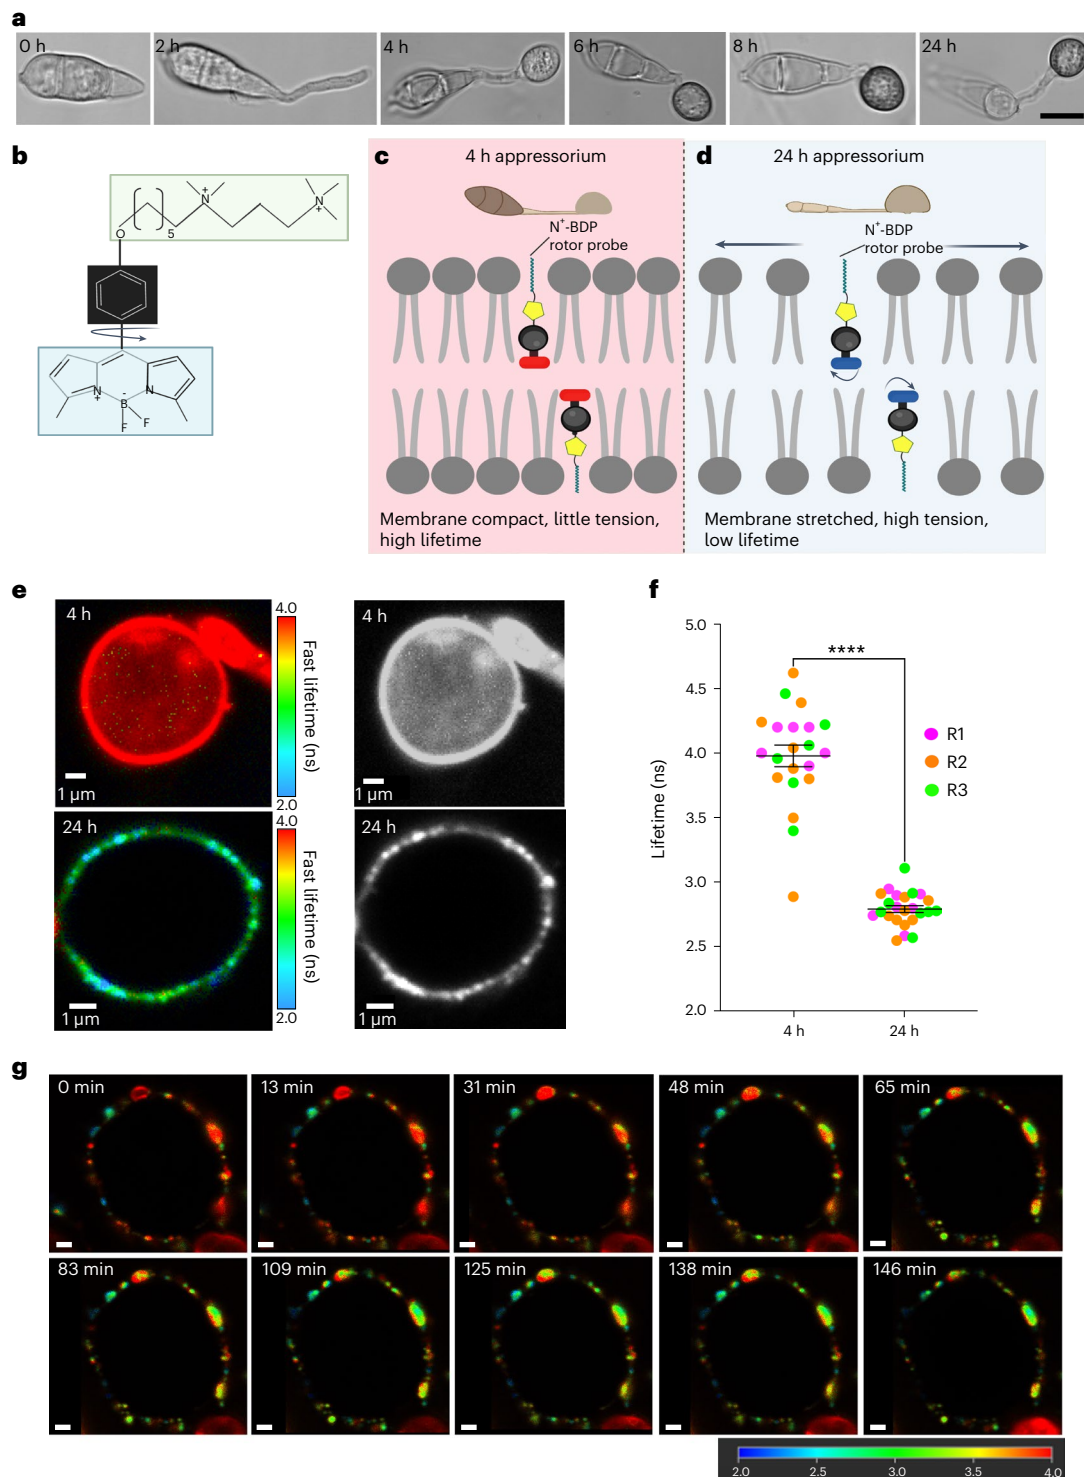 a
0 h
2 h
4 h
6 h
8 h
24 h
b
N
+
N
+
O
5
N
+
N
B
-
F
F
c
4 h appressorium
N+-BDP
rotor probe
Membrane compact, little tension,
high lifetime
d
24 h appressorium
N+-BDP
rotor probe
Membrane stretched, high tension,
low lifetime
e
4 h
1 µm
4.0
Fast lifetime (ns)
2.0
4 h
1 µm
24 h
1 µm
4.0
Fast lifetime (ns)
2.0
24 h
1 µm
f
5.0
4.5
4.0
3.5
3.0
2.5
2.0
Lifetime (ns)
****
R1
R2
R3
4 h
24 h
g
0 min
13 min
31 min
48 min
65 min
83 min
109 min
125 min
138 min
146 min
2.0
2.5
3.0
3.5
4.0